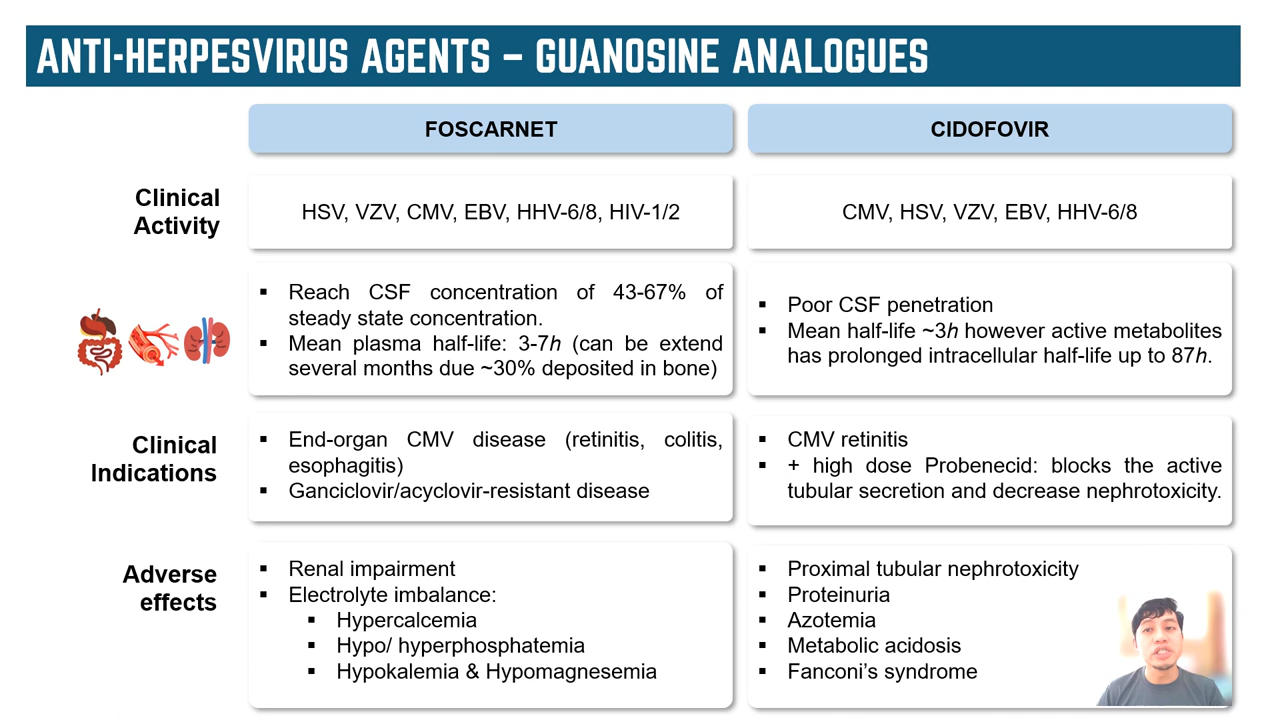 ANTI-HERPESVIRUS AGENTS – GUANOSINE ANALOGUES
FOSCARNET
CIDOFOVIR
Clinical
Activity
HSV, VZV, CMV, EBV, HHV-6/8, HIV-1/2
CMV, HSV, VZV, EBV, HHV-6/8
▪ Reach CSF concentration of 43-67% of
steady state concentration.
▪ Mean plasma half-life: 3-7h (can be extend
several months due ~30% deposited in bone)
▪ Poor CSF penetration
▪ Mean half-life ~3h however active metabolites
has prolonged intracellular half-life up to 87h.
Clinical
Indications
▪ End-organ CMV disease (retinitis, colitis,
esophagitis)
▪ Ganciclovir/acyclovir-resistant disease
▪ CMV retinitis
▪ + high dose Probenecid: blocks the active
tubular secretion and decrease nephrotoxicity.
Adverse
effects
▪ Renal impairment
▪ Electrolyte imbalance:
▪ Hypercalcemia
▪ Hypo/ hyperphosphatemia
▪ Hypokalemia & Hypomagnesemia
▪ Proximal tubular nephrotoxicity
▪ Proteinuria
▪ Azotemia
▪ Metabolic acidosis
▪ Fanconi’s syndrome